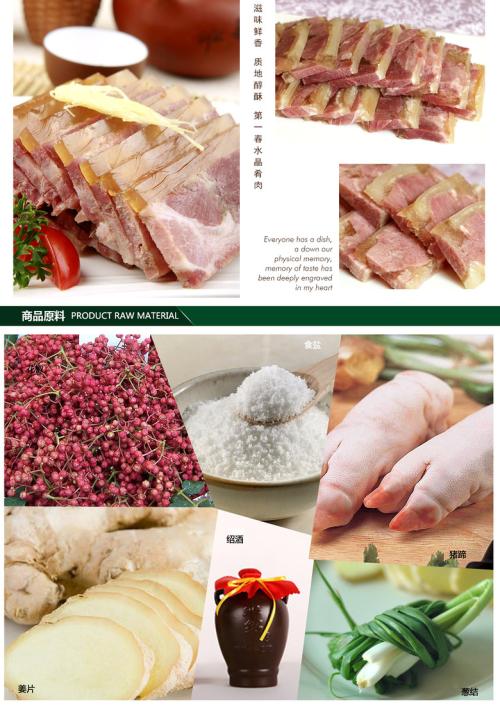 滋味鲜香 质地醇酥 第一春水晶肴肉
Everyone has a dish,
a down our
physical memory,
memory of taste has
been deeply engraved
in my heart
商品原料 PRODUCT RAW MATERIAL
食盐
绍酒
猪蹄
姜片
葱结